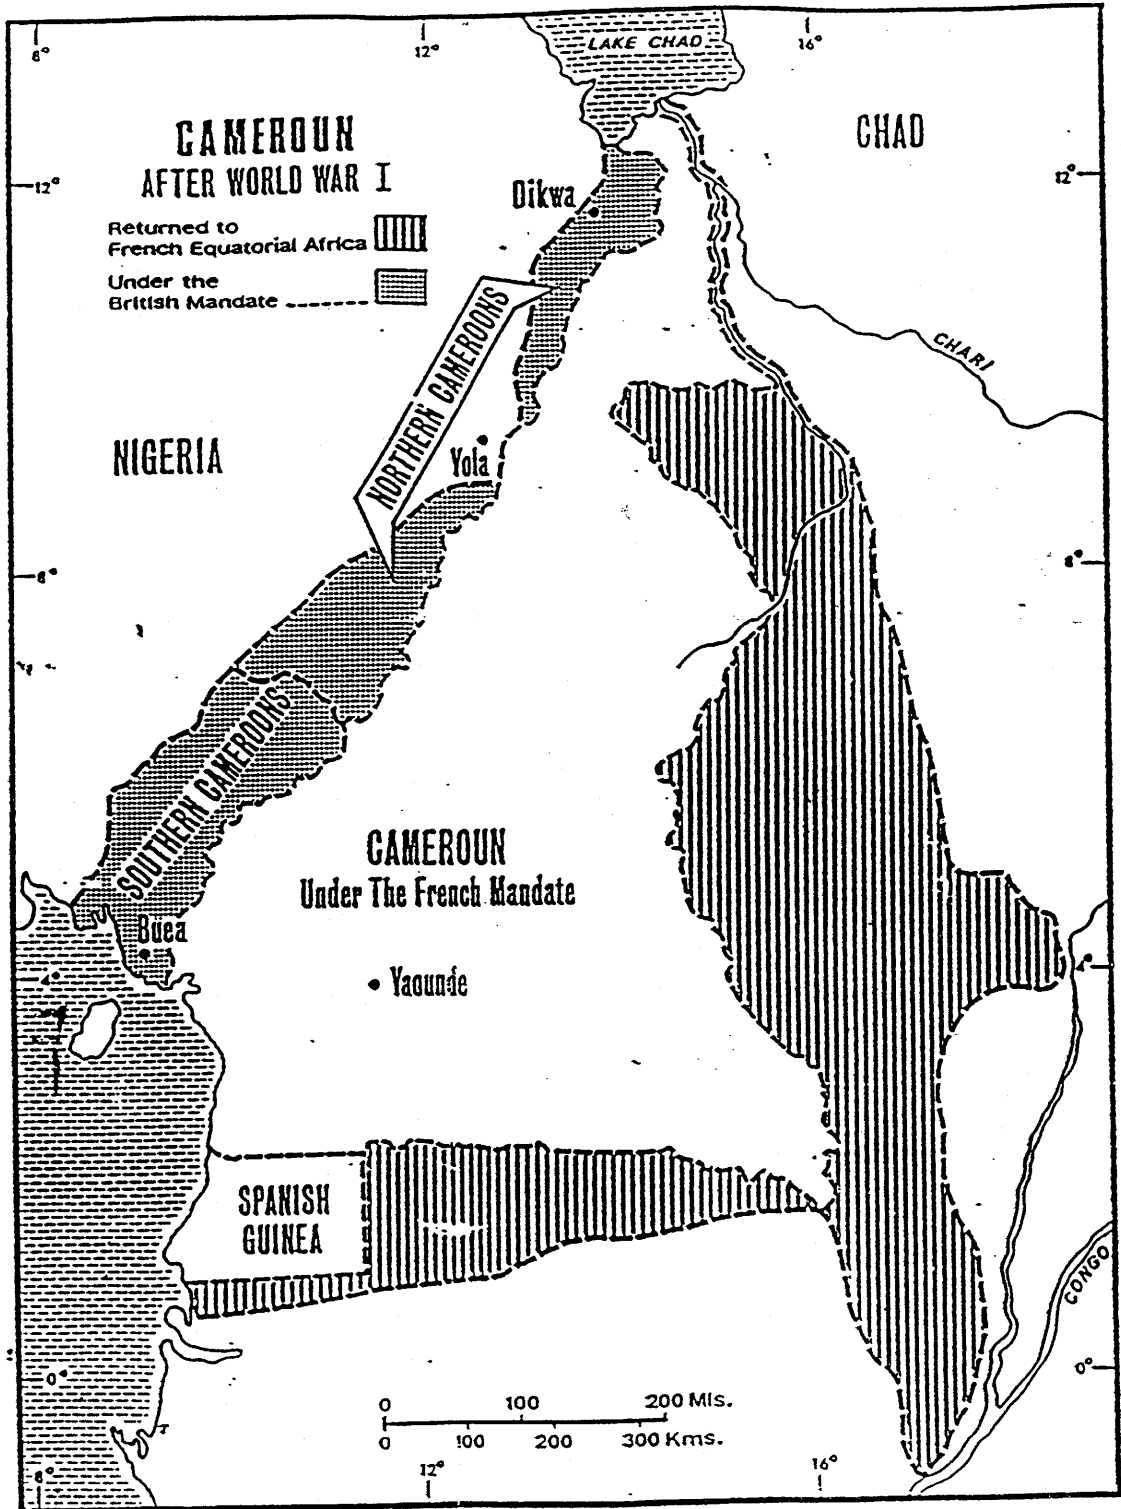 8°
12°
16°
LAKE CHAD
CAMEROUN
AFTER WORLD WAR I
CHAD
12°
12°
Dikwa
Returned to
French Equatorial Africa
Under the
British Mandate
NORTHERN CAMEROONS
CHARI
NIGERIA
Yola
8°
8°
SOUTHERN CAMEROONS
CAMEROUN
Under The French Mandate
Buea
4°
4°
Yaounde
SPANISH
GUINEA
CONGO
0°
0°
0 100 200 Mls.
0 100 200 300 Kms.
8°
12°
16°